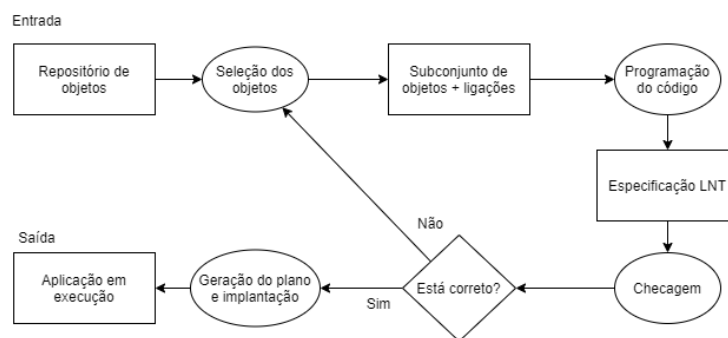 Entrada
Repositório de
objetos
Seleção dos
objetos
Subconjunto de
objetos + ligações
Programação
do código
Especificação LNT
Não
Saída
Aplicação em
execução
Geração do plano
e implantação
Sim
Está correto?
Checagem